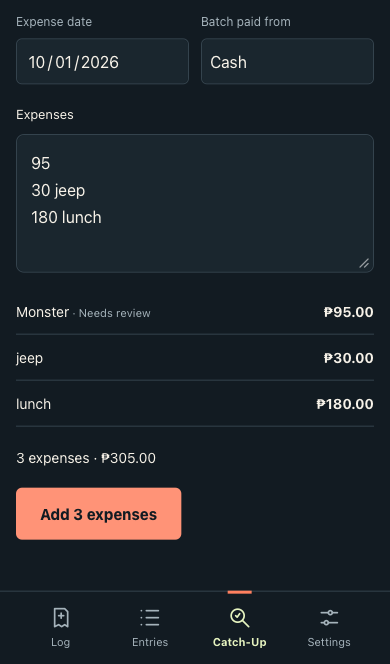 Expense date
Batch paid from
10/01/2026
Cash
Expenses
95
30 jeep
180 lunch
Monster · Needs review ₱95.00
jeep ₱30.00
lunch ₱180.00
3 expenses · ₱305.00
Add 3 expenses
Log
Entries
Catch-Up
Settings